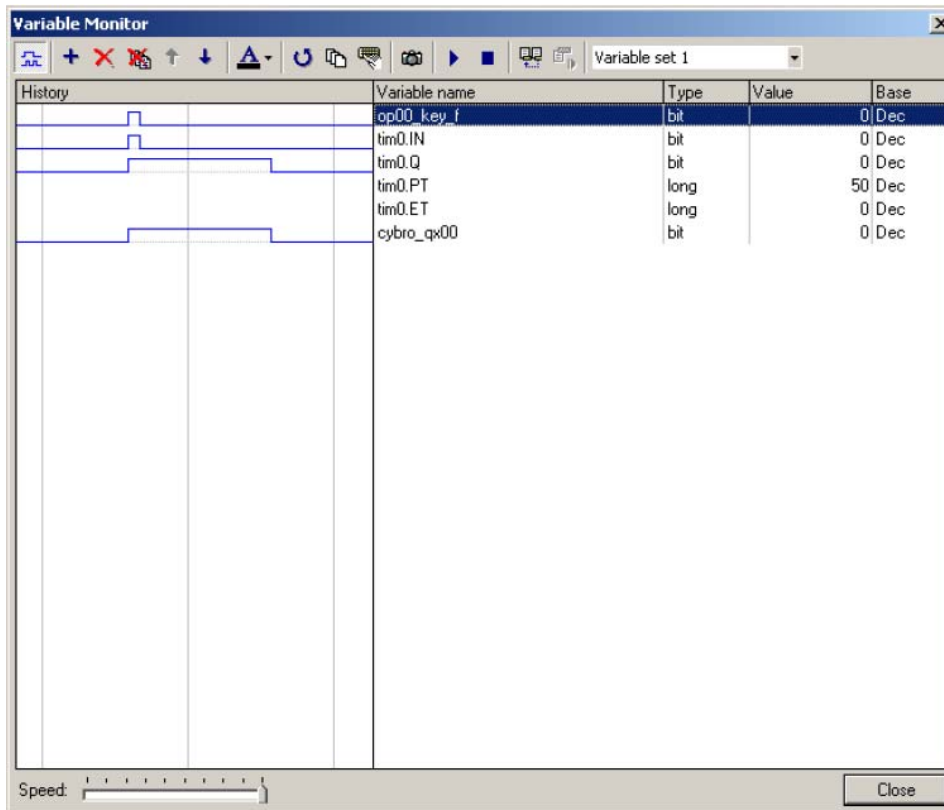 Variable Monitor
A Variable set 1
History Variable name Type Value Base
op00_key_f bit 0 Dec
tim0.IN bit 0 Dec
tim0.Q bit 0 Dec
tim0.PT long 50 Dec
tim0.ET long 0 Dec
cybro_qx00 bit 0 Dec
Speed: Close